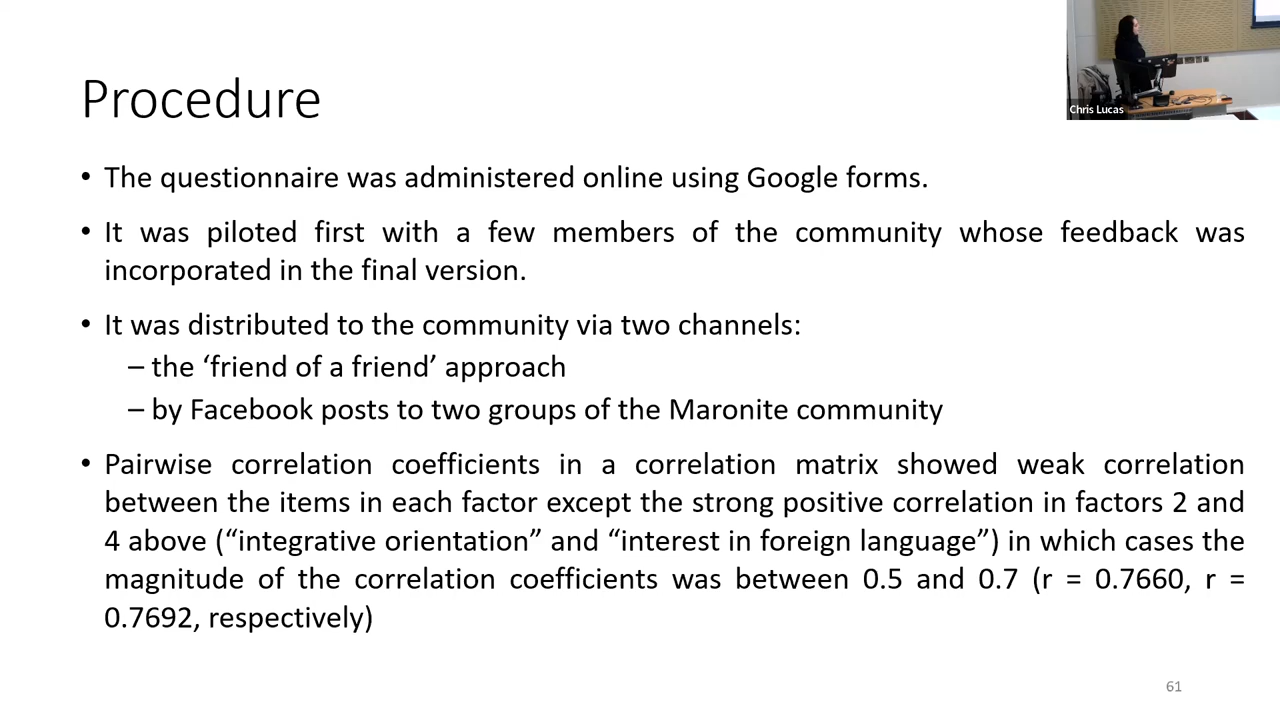 Procedure
Chris Lucas
• The questionnaire was administered online using Google forms.
• It was piloted first with a few members of the community whose feedback was
incorporated in the final version.
• It was distributed to the community via two channels:
– the ‘friend of a friend’ approach
– by Facebook posts to two groups of the Maronite community
• Pairwise correlation coefficients in a correlation matrix showed weak correlation
between the items in each factor except the strong positive correlation in factors 2 and
4 above (“integrative orientation” and “interest in foreign language”) in which cases the
magnitude of the correlation coefficients was between 0.5 and 0.7 (r = 0.7660, r =
0.7692, respectively)
61